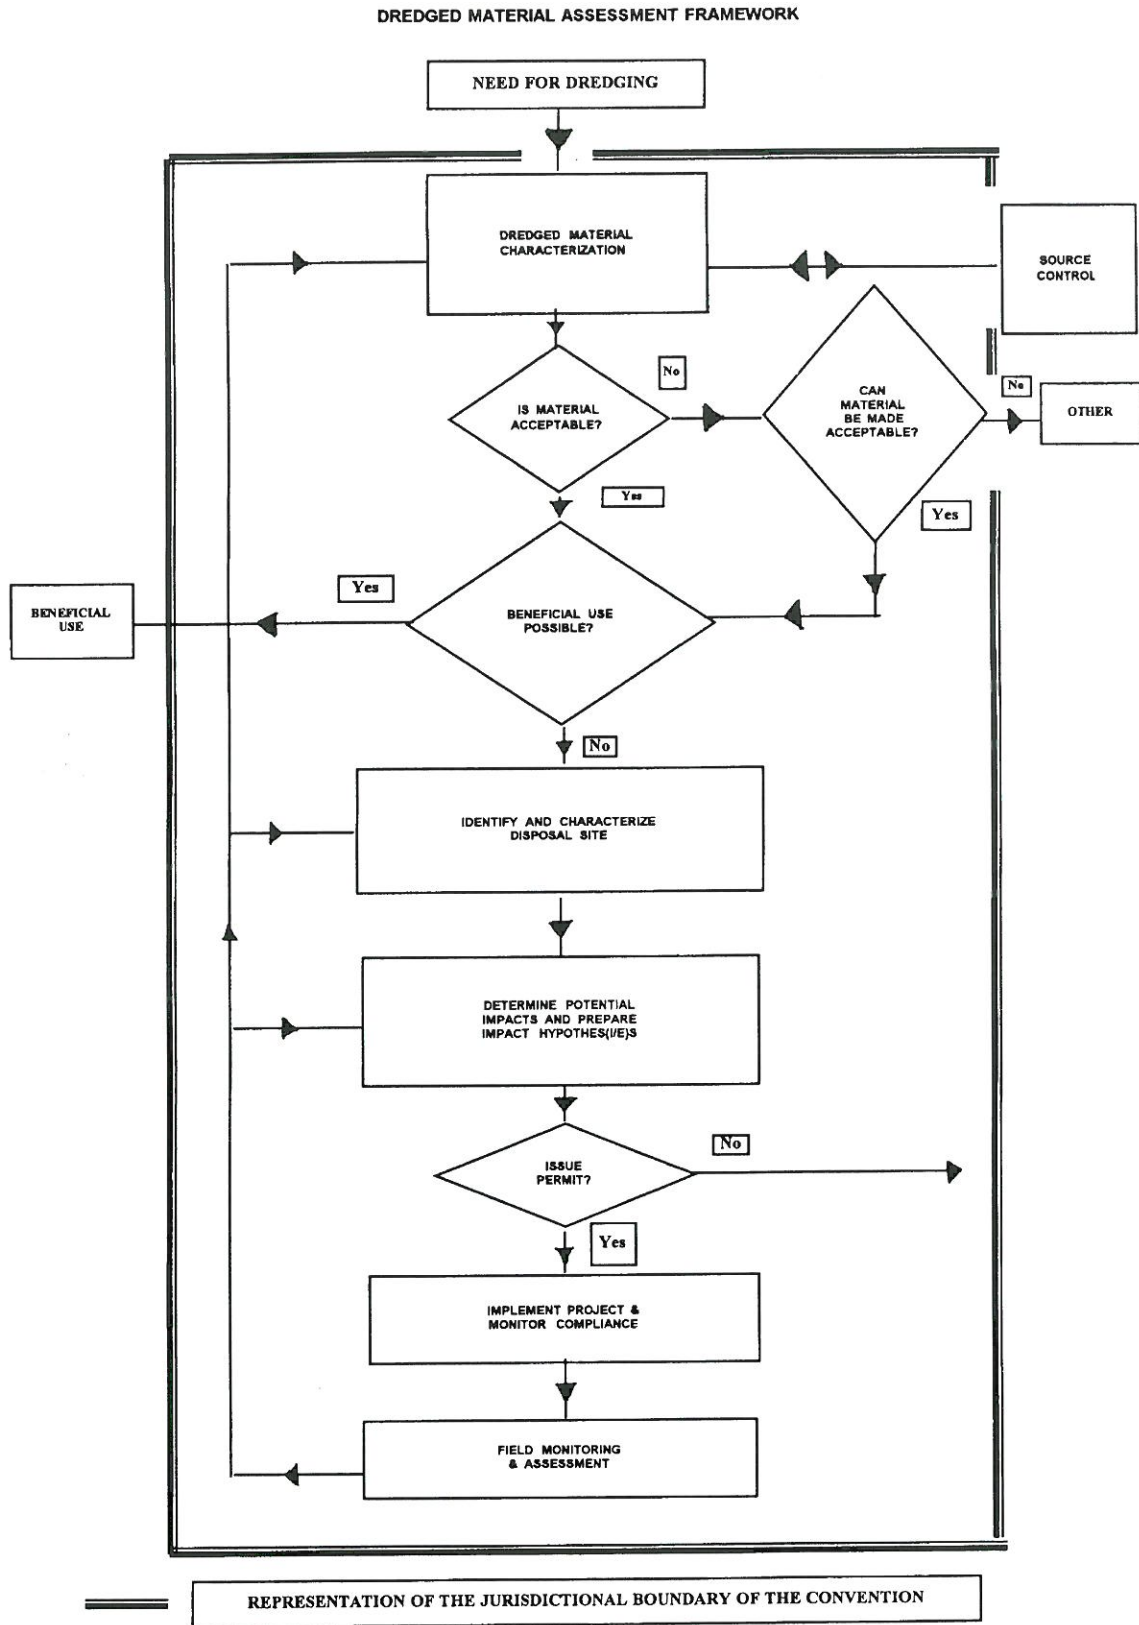 DREDGED MATERIAL ASSESSMENT FRAMEWORK
NEED FOR DREDGING
DREDGED MATERIAL
CHARACTERIZATION
SOURCE
CONTROL
No
IS MATERIAL
ACCEPTABLE?
CAN
MATERIAL
BE MADE
ACCEPTABLE?
No
OTHER
Yes
Yes
BENEFICIAL
USE
Yes
BENEFICIAL USE
POSSIBLE?
No
IDENTIFY AND CHARACTERIZE
DISPOSAL SITE
DETERMINE POTENTIAL
IMPACTS AND PREPARE
IMPACT HYPOTHES(I/E)S
ISSUE
PERMIT?
No
Yes
IMPLEMENT PROJECT &
MONITOR COMPLIANCE
FIELD MONITORING
& ASSESSMENT
REPRESENTATION OF THE JURISDICTIONAL BOUNDARY OF THE CONVENTION